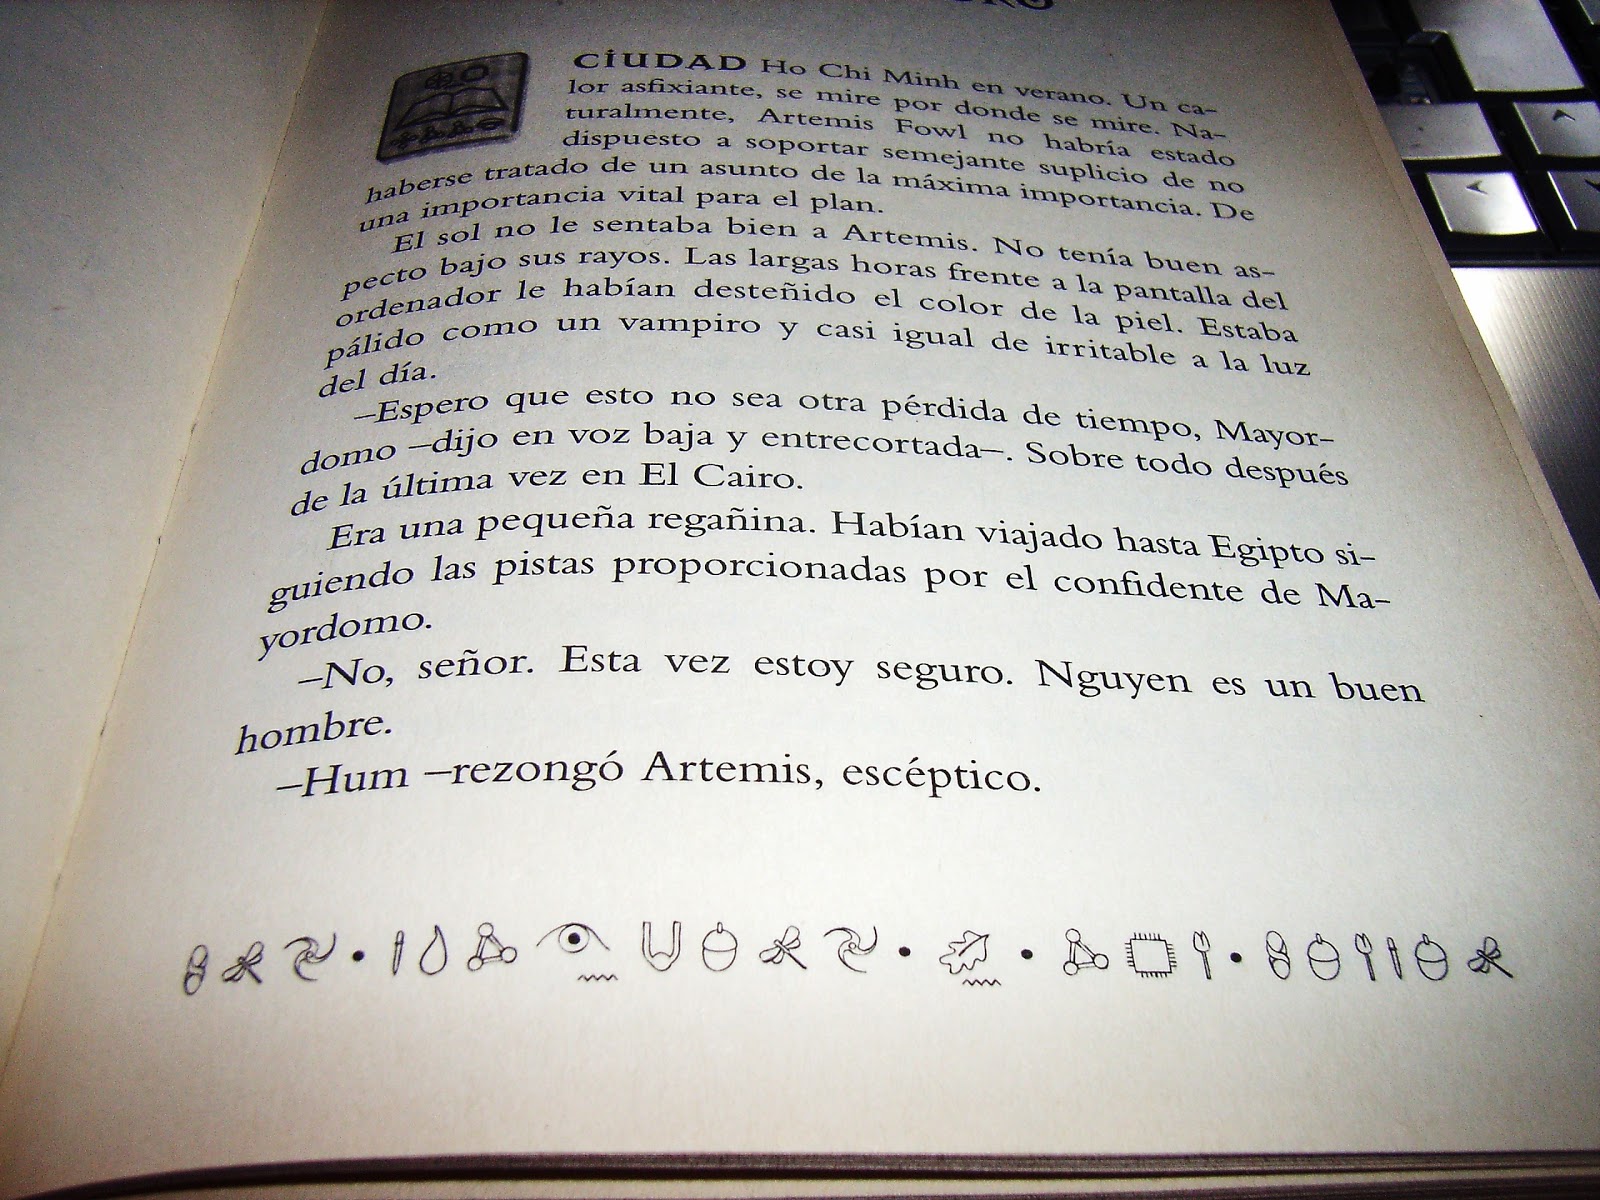 CIUDAD Ho Chi Minh en verano. Un ca-
lor asfixiante, se mire por donde se mire. Na-
turalmente, Artemis Fowl no habría estado
dispuesto a soportar semejante suplicio de no
haberse tratado de un asunto de la máxima importancia. De
una importancia vital para el plan.
El sol no le sentaba bien a Artemis. No tenía buen as-
pecto bajo sus rayos. Las largas horas frente a la pantalla del
ordenador le habían desteñido el color de la piel. Estaba
pálido como un vampiro y casi igual de irritable a la luz
del día.
–Espero que esto no sea otra pérdida de tiempo, Mayor-
domo –dijo en voz baja y entrecortada–. Sobre todo después
de la última vez en El Cairo.
Era una pequeña regañina. Habían viajado hasta Egipto si-
guiendo las pistas proporcionadas por el confidente de Ma-
yordomo.
–No, señor. Esta vez estoy seguro. Nguyen es un buen
hombre.
–Hum –rezongó Artemis, escéptico.